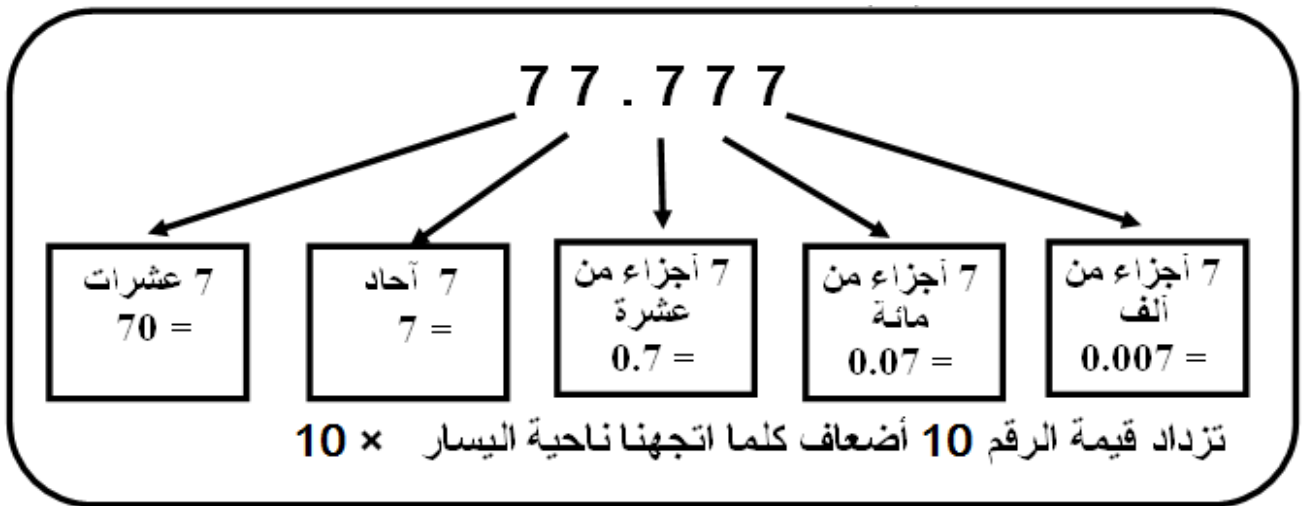 7 7 . 7 7 7
7 عشرات
70 =
7 آحاد
7 =
7 أجزاء من
عشرة
0.7 =
7 أجزاء من
مائة
0.07 =
7 أجزاء من
ألف
0.007 =
تزداد قيمة الرقم 10 أضعاف كلما اتجهنا ناحية اليسار × 10